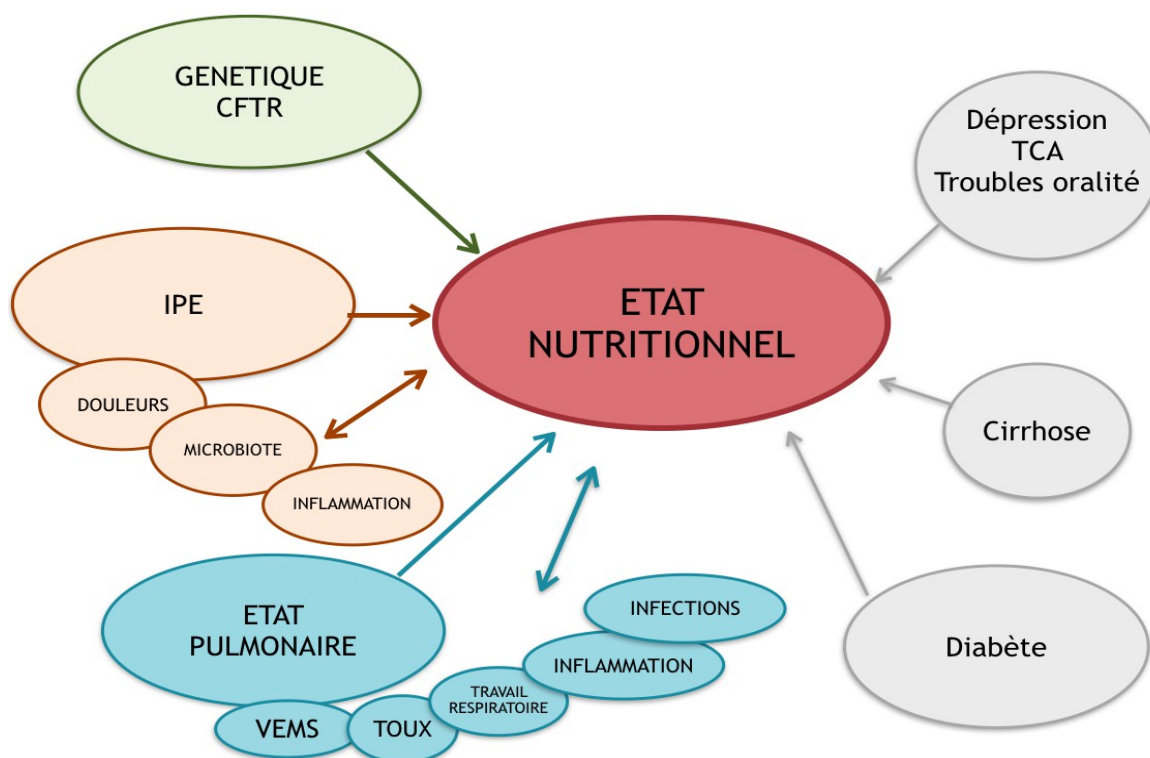 GENETIQUE
CFTR
Dépression
TCA
Troubles oralité
IPE
ETAT
NUTRITIONNEL
DOULEURS
MICROBIOTE
INFLAMMATION
Cirrhose
ETAT
PULMONAIRE
INFECTIONS
INFLAMMATION
TRAVAIL
RESPIRATOIRE
VEMS
TOUX
Diabète